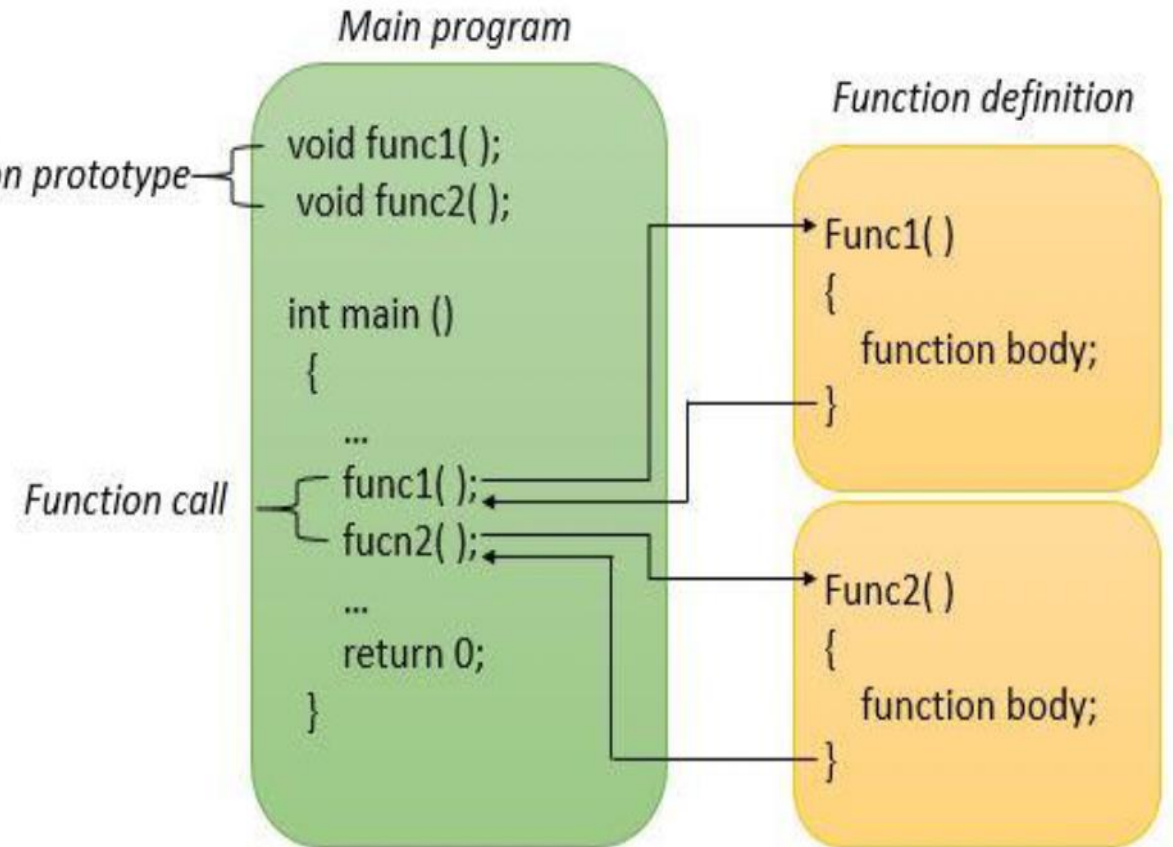 Main program
void func1( );
on prototype
void func2( );
int main ()
{
...
Function call
func1( );
fucn2( );
...
return 0;
}
Function definition
Func1( )
{
function body;
}
Func2( )
{
function body;
}